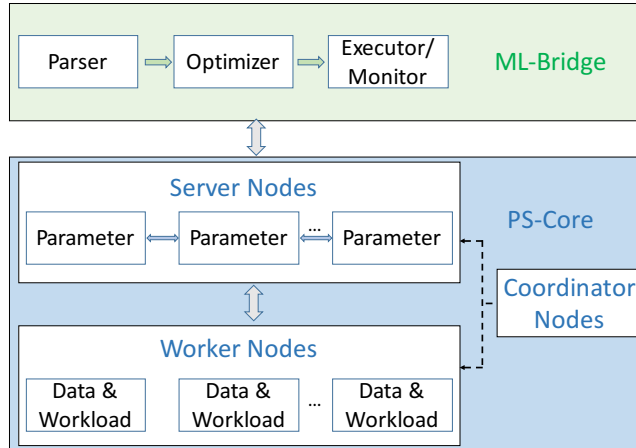 Parser
Optimizer
Executor/
Monitor
ML-Bridge
Server Nodes
PS-Core
Parameter
Parameter
...
Parameter
Coordinator
Nodes
Worker Nodes
Data &
Workload
Data &
Workload
...
Data &
Workload